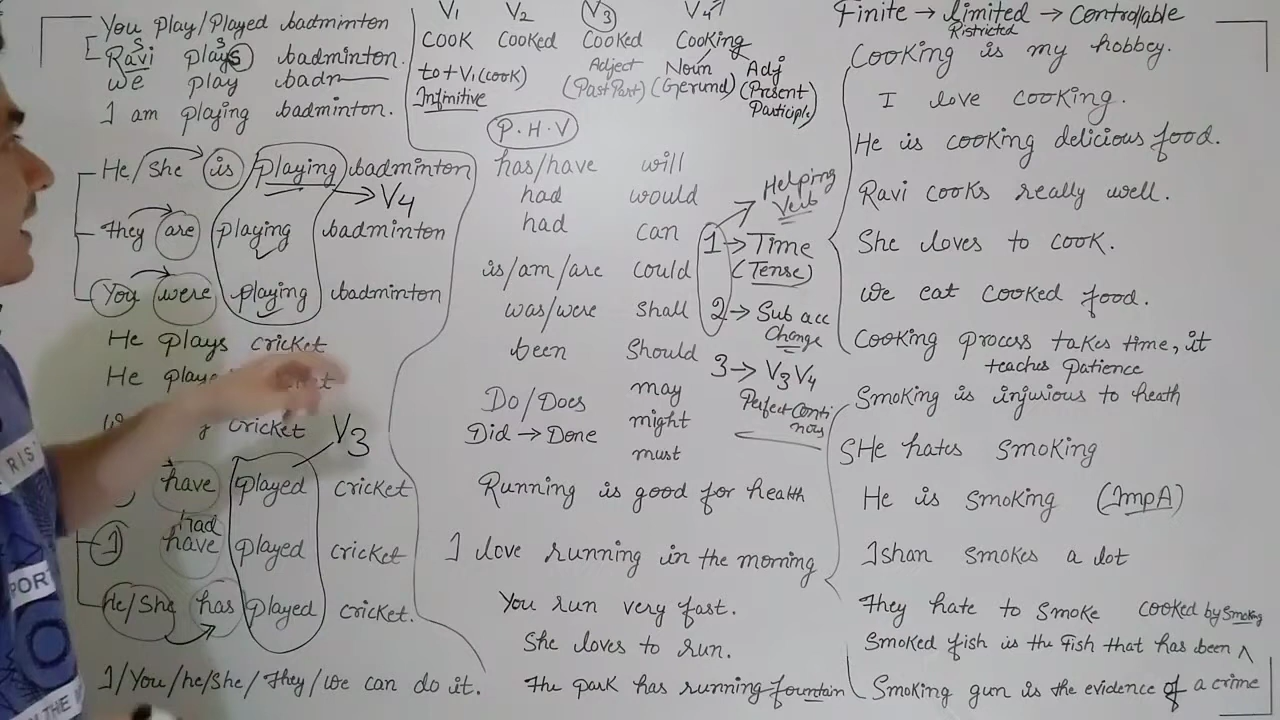 You Play/Played badminton
Ravi plays badminton.
S S
we play badn
I am playing badminton.
He/She is playing badminton
V4
They are playing badminton
You were playing badminton
He plays cricket
He
cricket
V3
have played cricket
had
I have played cricket
He/She has played cricket.
I/You/he/She/They/we can do it.
V1 V2 V3 V4
Cook Cooked Cooked Cooking
to+V1(cook) Adject Noun Adj
Infinitive (Past Part) (Gerund) (Present Participle)
P.H.V
has/have will
had would
had can
is/am/are could
was/were Shall
been Should
Do/Does may
Did → Done might
must
Helping Verb
1 → Time
(Tense)
2 → Sub acc
Change
3 → V3 V4
Perfect Conti
nous
Running is good for health
I love running in the morning
You run very fast.
She loves to run.
The park has running fountain
Finite → Limited → Controllable
Ristricted
Cooking is my hobbey.
I love cooking.
He is cooking delicious food.
Ravi cooks really well.
She loves to cook.
We eat cooked food.
Cooking process takes time, it
teaches Patience
Smoking is injurious to heath
SHe hates smoking
He is smoking (ImpA)
Ishan smokes a lot
They hate to smoke
cooked by smoking
Smoked fish is the Fish that has been ^
Smoking gun is the evidence of a crime
RIS
POR
THE